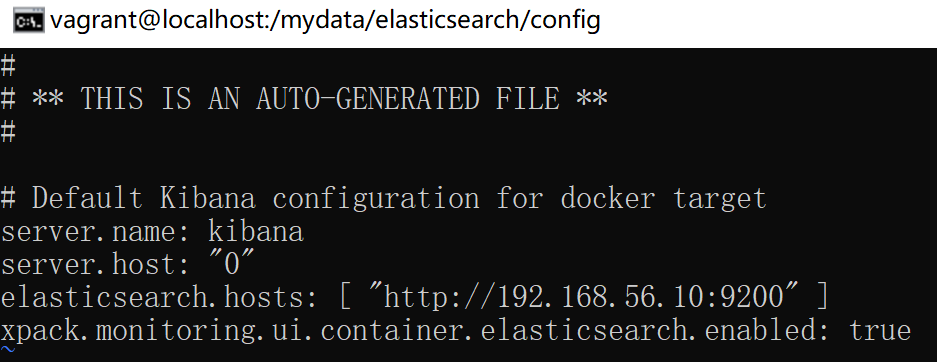 vagrant@localhost:/mydata/elasticsearch/config
#
# ** THIS IS AN AUTO-GENERATED FILE **
#
# Default Kibana configuration for docker target
server.name: kibana
server.host: "0"
elasticsearch.hosts: [ "http://192.168.56.10:9200" ]
xpack.monitoring.ui.container.elasticsearch.enabled: true
~